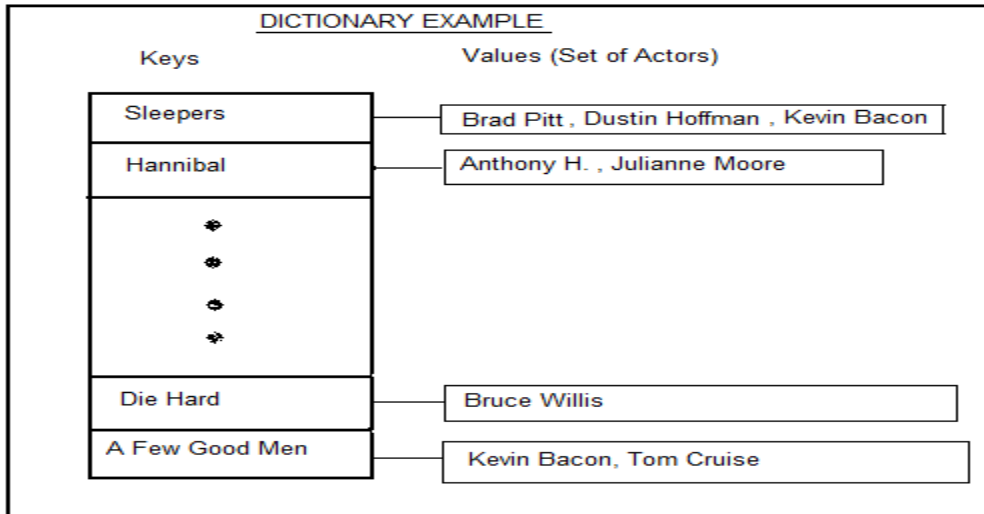 DICTIONARY EXAMPLE
Keys
Values (Set of Actors)
Sleepers
Brad Pitt , Dustin Hoffman , Kevin Bacon
Hannibal
Anthony H. , Julianne Moore
Die Hard
Bruce Willis
A Few Good Men
Kevin Bacon, Tom Cruise